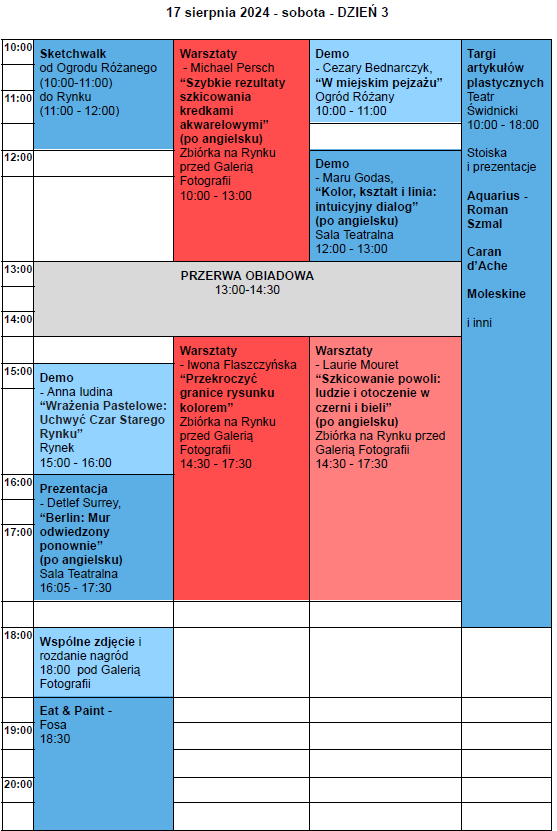 17 sierpnia 2024 - sobota - DZIEŃ 3
10:00
Sketchwalk
od Ogrodu Różanego
(10:00-11:00)
do Rynku
(11:00 - 12:00)
Warsztaty
- Michael Persch
“Szybkie rezultaty
szkicowania
kredkami
akwarelowymi”
(po angielsku)
Zbiórka na Rynku
przed Galerią
Fotografii
10:00 - 13:00
Demo
- Cezary Bednarczyk,
“W miejskim pejzażu”
Ogród Różany
10:00 - 11:00
Targi
artykułów
plastycznych
Teatr
Świdnicki
10:00 - 18:00
Stoiska
i prezentacje
Aquarius -
Roman
Szmal
Caran
d’Ache
Moleskine
i inni
11:00
12:00
Demo
- Maru Godas,
“Kolor, kształt i linia:
intuicyjny dialog”
(po angielsku)
Sala Teatralna
12:00 - 13:00
13:00
PRZERWA OBIADOWA
13:00-14:30
14:00
Warsztaty
- Iwona Flaszczyńska
“Przekroczyć
granice rysunku
kolorem”
Zbiórka na Rynku
przed Galerią
Fotografii
14:30 - 17:30
Warsztaty
- Laurie Mouret
“Szkicowanie powoli:
ludzie i otoczenie w
czerni i bieli”
(po angielsku)
Zbiórka na Rynku przed
Galerią Fotografii
14:30 - 17:30
15:00
Demo
- Anna Iudina
“Wrażenia Pastelowe:
Uchwyć Czar Starego
Rynku”
Rynek
15:00 - 16:00
16:00
Prezentacja
- Detlef Surrey,
“Berlin: Mur
odwiedzony
ponownie”
(po angielsku)
Sala Teatralna
16:05 - 17:30
17:00
18:00
Wspólne zdjęcie i
rozdanie nagród
18:00 pod Galerią
Fotografii
Eat & Paint -
Fosa
18:30
19:00
20:00